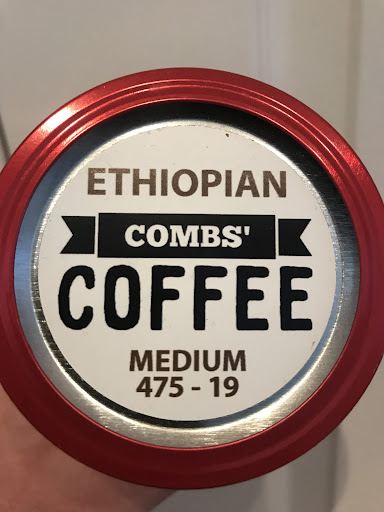 ETHIOPIAN
COMBS'
COFFEE
MEDIUM
475 - 19